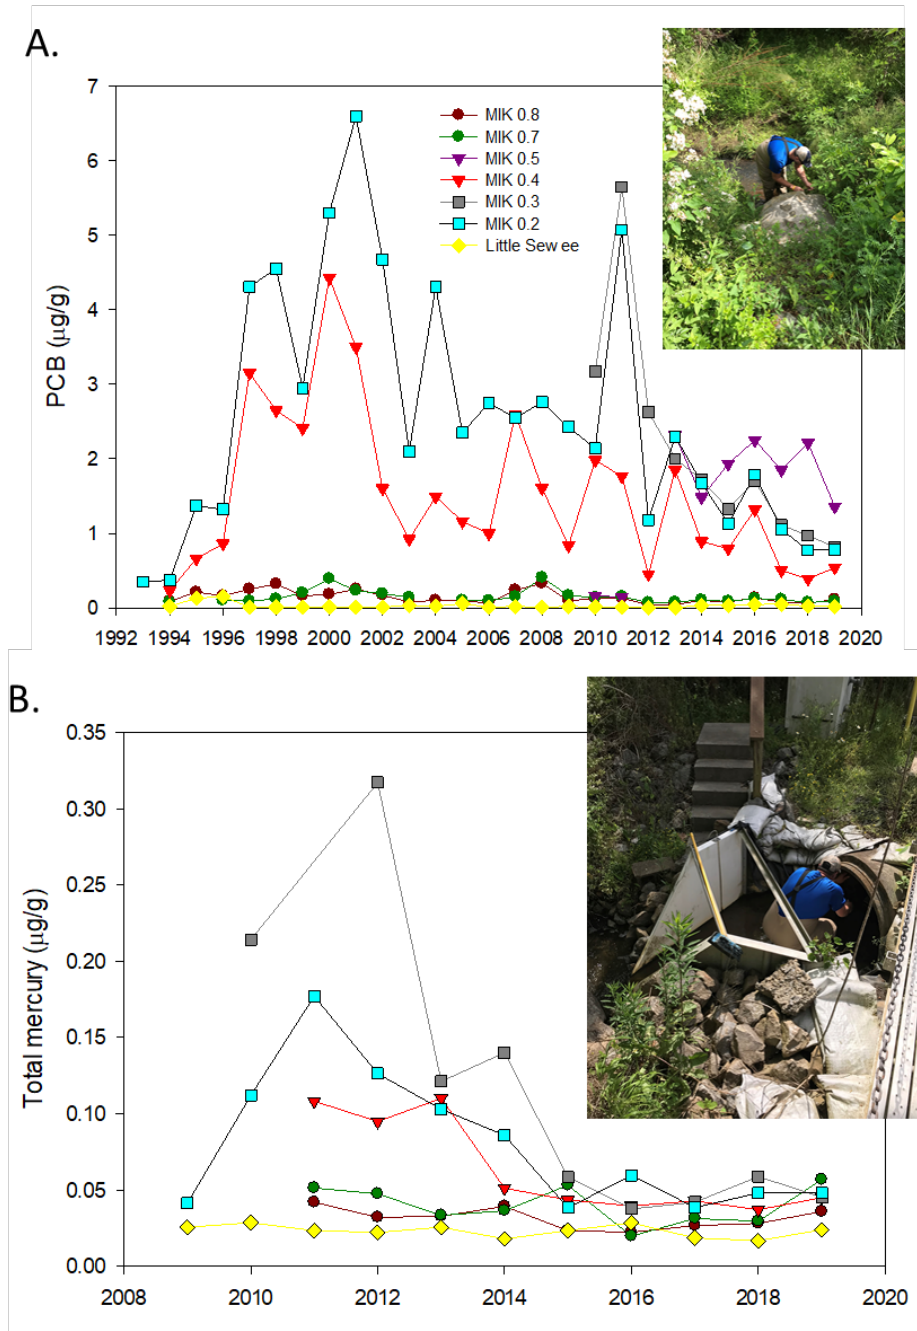 A.
7
6
5
4
3
2
1
0
PCB (µg/g)
MIK 0.8
MIK 0.7
MIK 0.5
MIK 0.4
MIK 0.3
MIK 0.2
Little Sew ee
1992 1994 1996 1998 2000 2002 2004 2006 2008 2010 2012 2014 2016 2018 2020
B.
0.35
0.30
0.25
0.20
0.15
0.10
0.05
0.00
Total mercury (µg/g)
2008 2010 2012 2014 2016 2018 2020